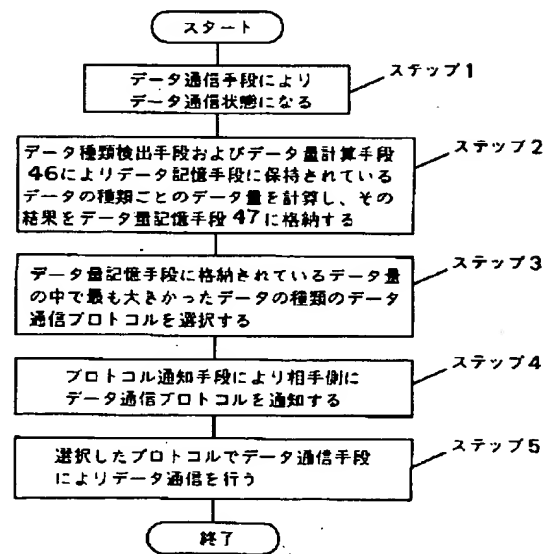 スタート
データ通信手段により
データ通信状態になる
ステップ1
データ種類検出手段およびデータ量計算手段
46によりデータ記憶手段に保持されている
データの種類ごとのデータ量を計算し、その
結果をデータ量記憶手段47に格納する
ステップ2
データ量記憶手段に格納されているデータ量
の中で最も大きかったデータの種類のデータ
通信プロトコルを選択する
ステップ3
プロトコル通知手段により相手側に
データ通信プロトコルを通知する
ステップ4
選択したプロトコルでデータ通信手段
によりデータ通信を行う
ステップ5
終了